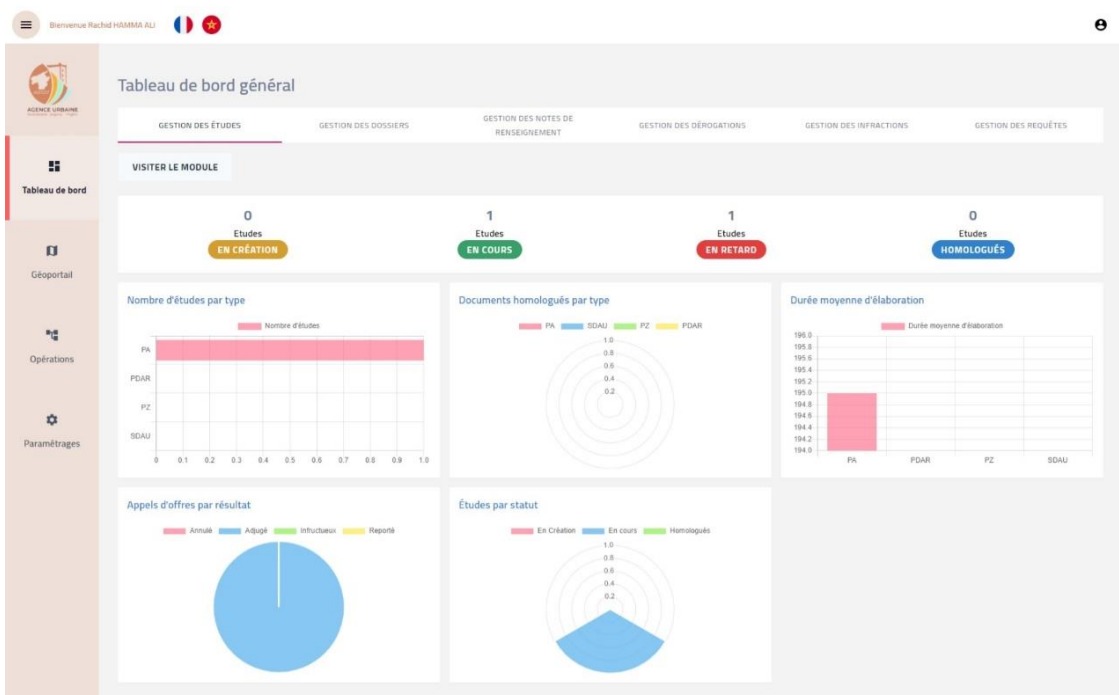 Bienvenue Rachid HAMMA ALI
AGENCE URBAINE
Tableau de bord
Géoportail
Opérations
Paramétrages
Tableau de bord général
GESTION DES ÉTUDES
GESTION DES DOSSIERS
GESTION DES NOTES DE
RENSEIGNEMENT
GESTION DES DÉROGATIONS
GESTION DES INFRACTIONS
GESTION DES REQUÊTES
VISITER LE MODULE
0
Etudes
EN CRÉATION
1
Etudes
EN COURS
1
Etudes
EN RETARD
0
Etudes
HOMOLOGUÉS
Nombre d'études par type
Nombre d'études
PA
PDAR
PZ
SDAU
0 0.1 0.2 0.3 0.4 0.5 0.6 0.7 0.8 0.9 1.0
Documents homologués par type
PA SDAU PZ PDAR
1.0
0.8
0.6
0.4
0.2
Durée moyenne d'élaboration
Durée moyenne d'élaboration
196.0
195.8
195.6
195.4
195.2
195.0
194.8
194.6
194.4
194.2
194.0
PA PDAR PZ SDAU
Appels d'offres par résultat
Annulé Adjugé Infructueux Reporté
Études par statut
En Création En cours Homologués
1.0
0.8
0.6
0.4
0.2